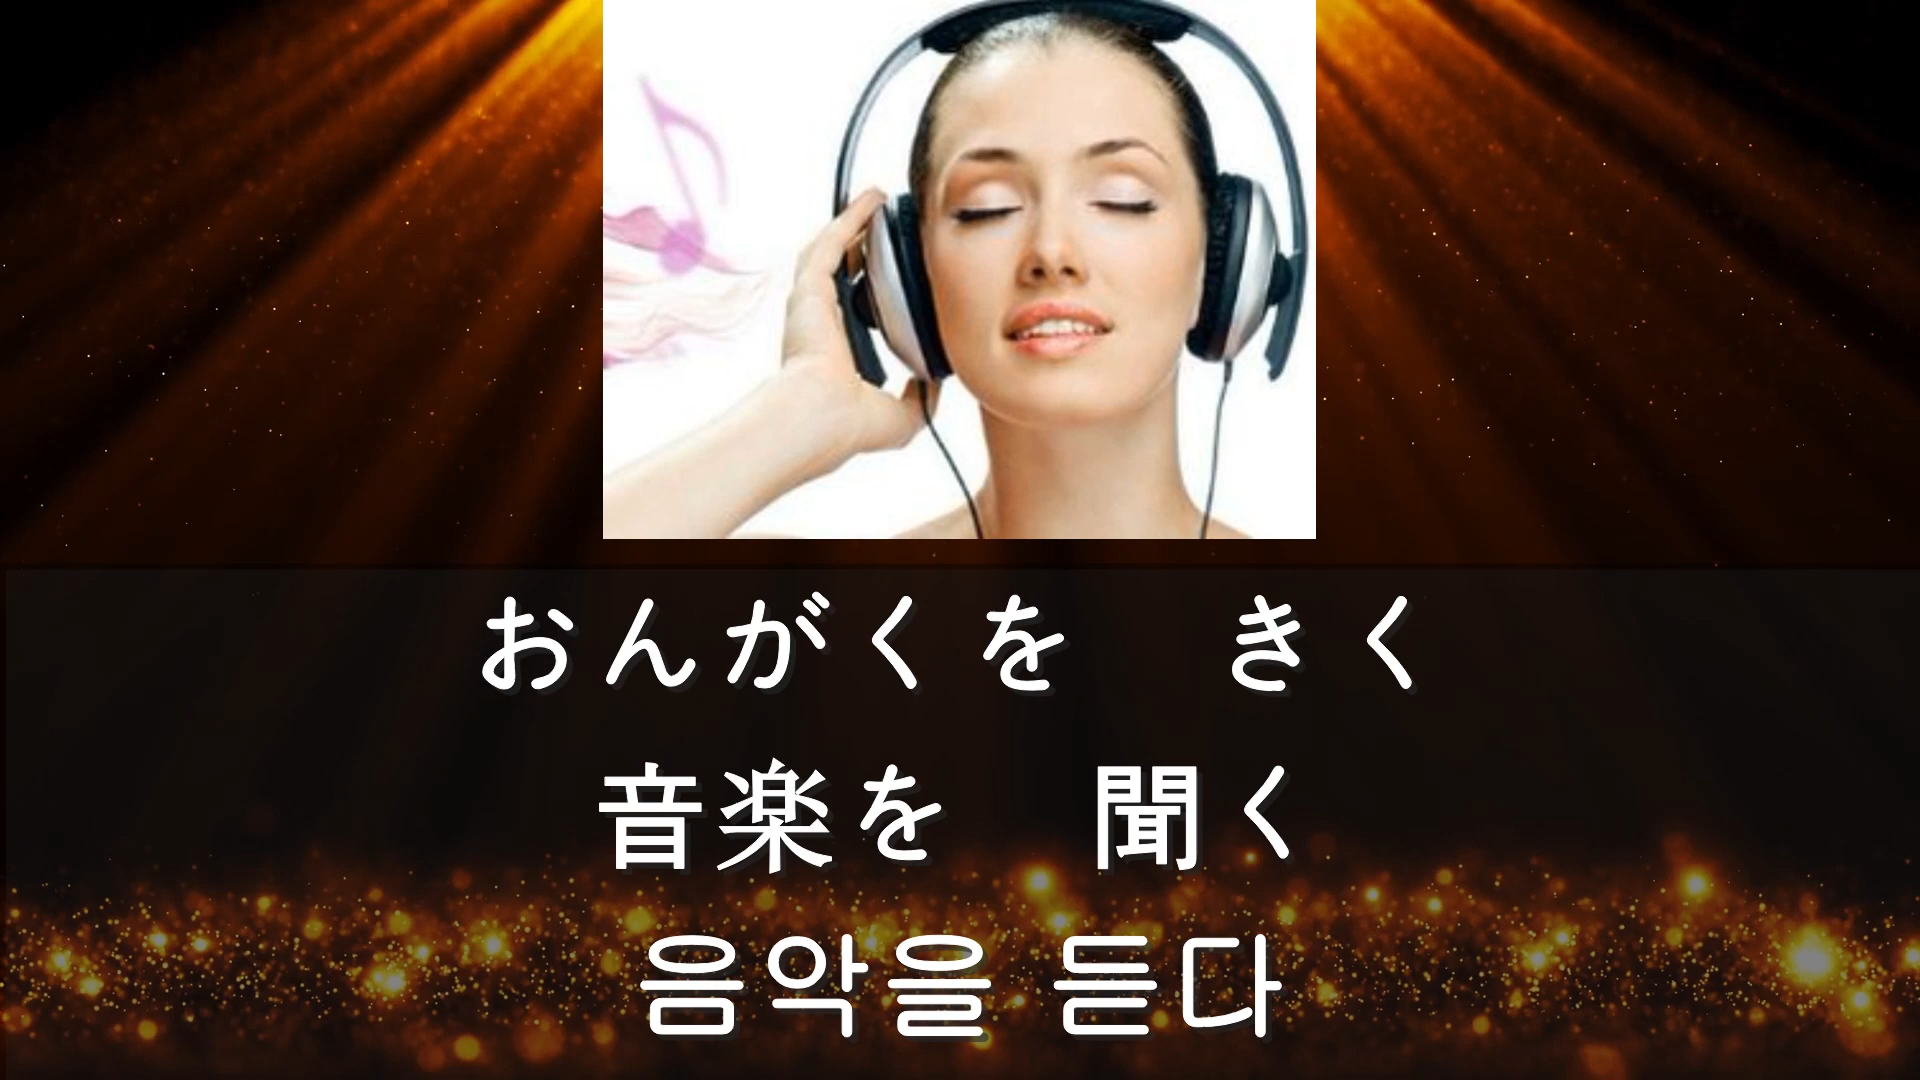 おんがくを　きく
音楽を　聞く
음악을 듣다